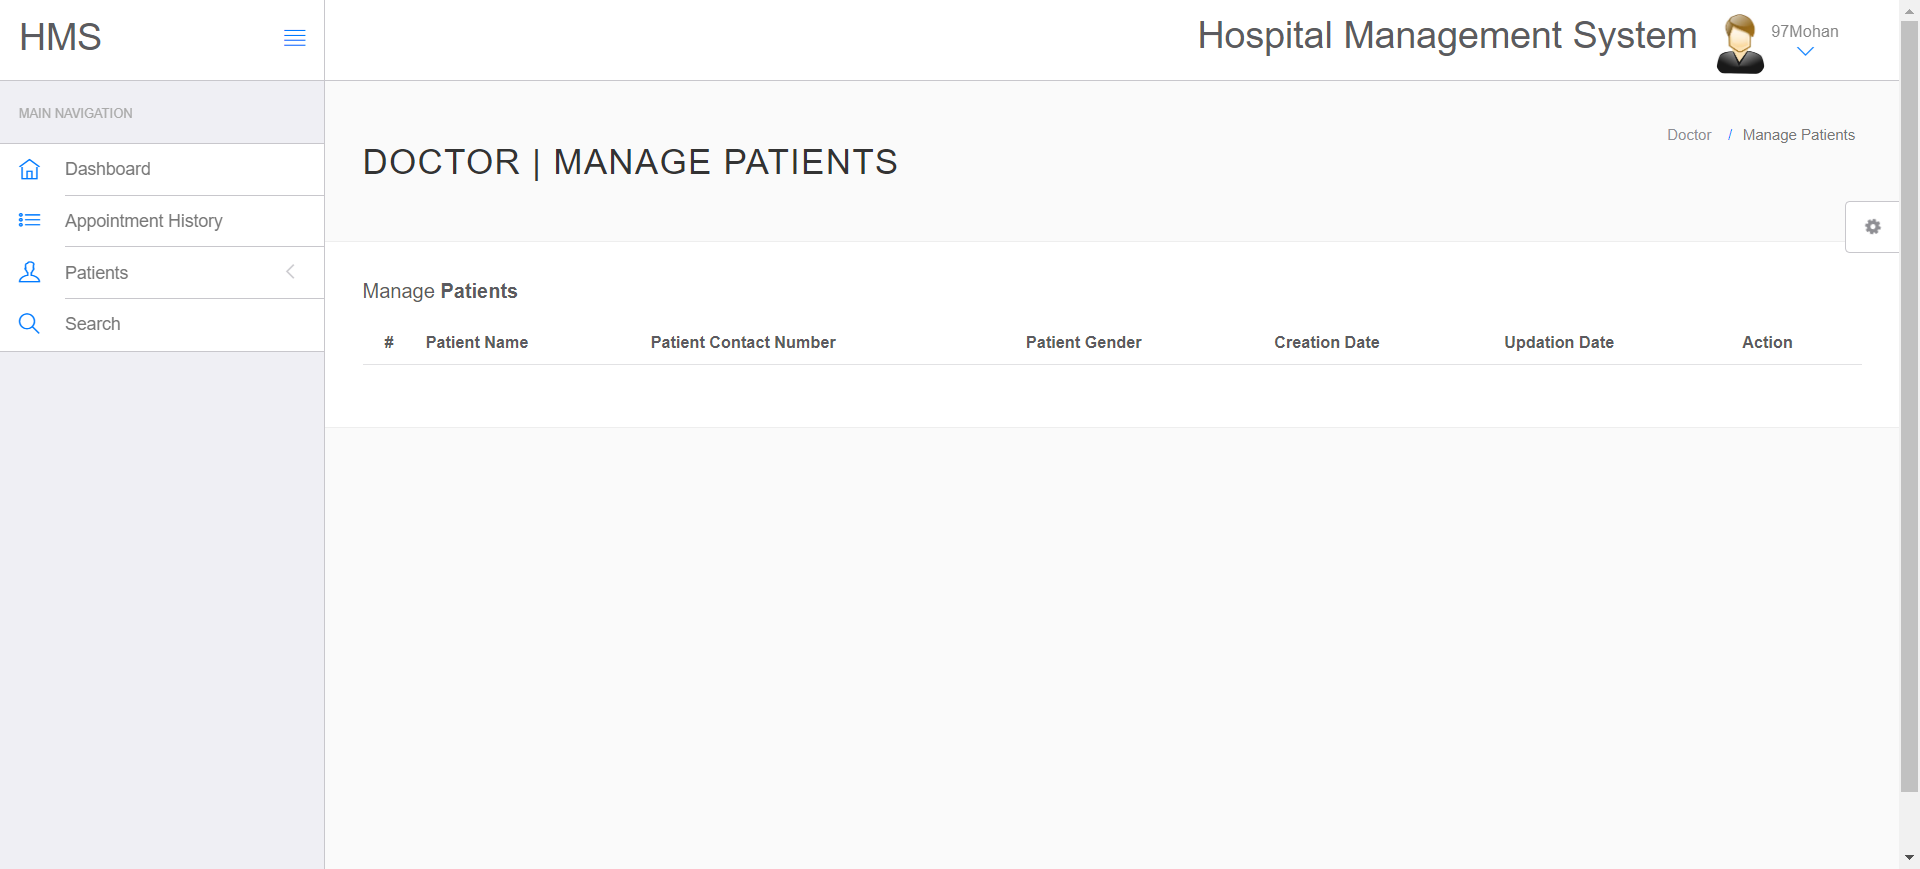 HMS
Hospital Management System
97Mohan
MAIN NAVIGATION
Dashboard
Appointment History
Patients
Search
DOCTOR | MANAGE PATIENTS
Doctor / Manage Patients
Manage Patients
# Patient Name Patient Contact Number Patient Gender Creation Date Updation Date Action